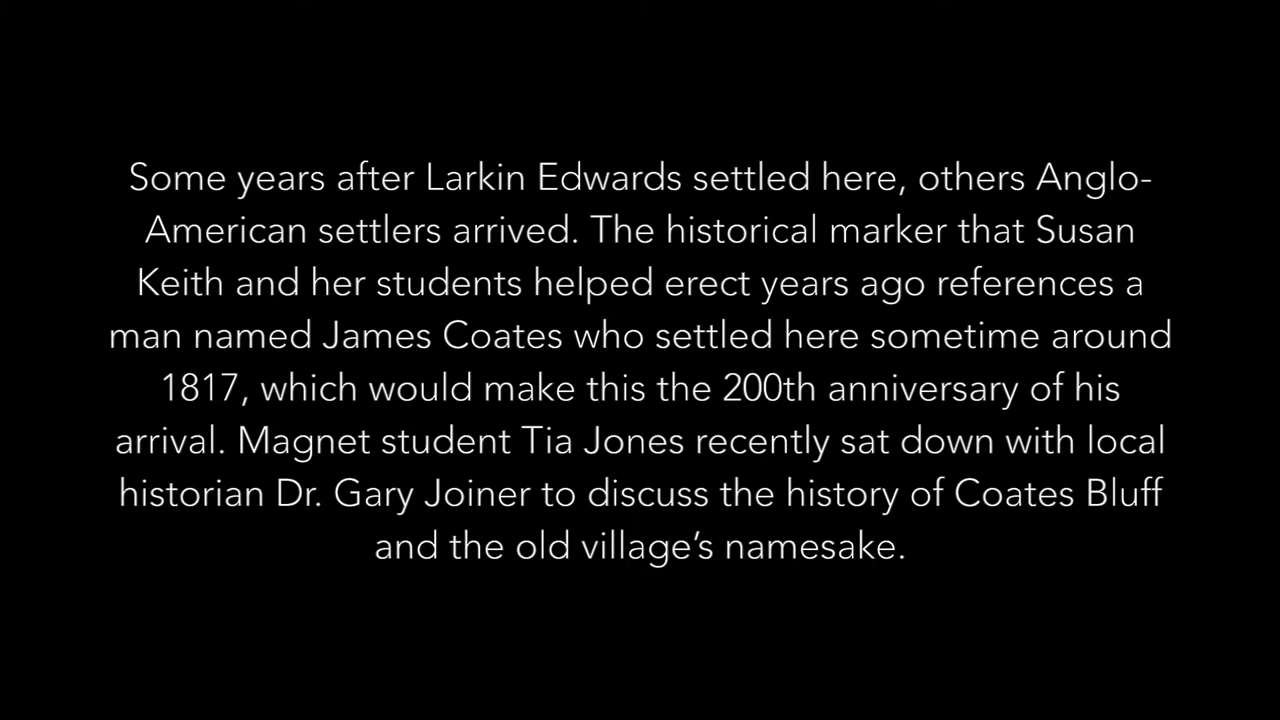 Some years after Larkin Edwards settled here, others Anglo-
American settlers arrived. The historical marker that Susan
Keith and her students helped erect years ago references a
man named James Coates who settled here sometime around
1817, which would make this the 200th anniversary of his
arrival. Magnet student Tia Jones recently sat down with local
historian Dr. Gary Joiner to discuss the history of Coates Bluff
and the old village’s namesake.